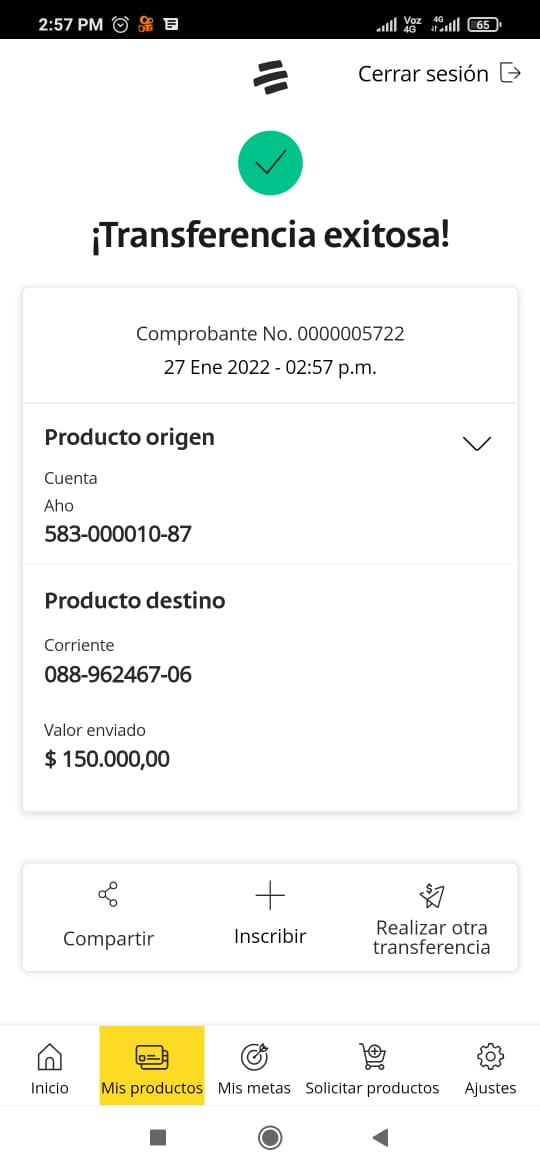 2:57 PM
Voz
4G
4G
65
Cerrar sesión
¡Transferencia exitosa!
Comprobante No. 0000005722
27 Ene 2022 - 02:57 p.m.
Producto origen
Cuenta
Aho
583-000010-87
Producto destino
Corriente
088-962467-06
Valor enviado
$ 150.000,00
Compartir
Inscribir
Realizar otra
transferencia
Inicio
Mis productos
Mis metas
Solicitar productos
Ajustes